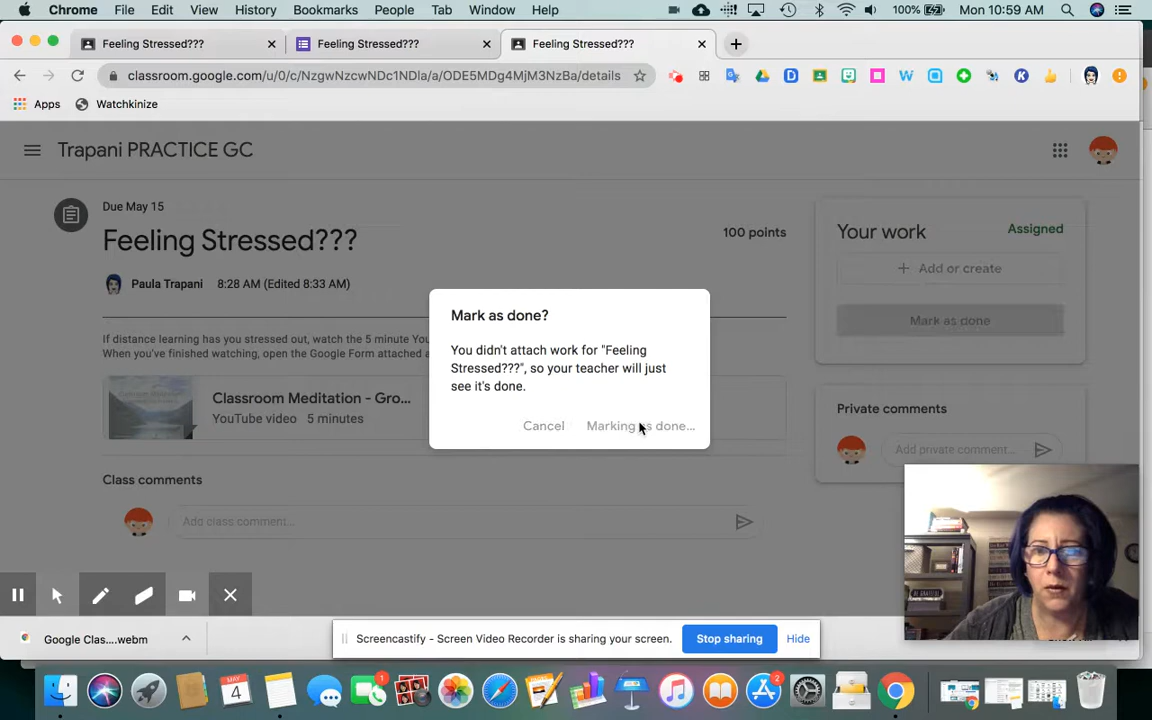 Chrome File Edit View History Bookmarks People Tab Window Help 100% Mon 10:59 AM
Feeling Stressed??? Feeling Stressed??? Feeling Stressed???
classroom.google.com/u/0/c/NzgwNzcwNDc1NDla/a/ODE5MDg4MjM3NzBa/details
Apps Watchkinize
Trapani PRACTICE GC
Due May 15
Feeling Stressed???
100 points
Paula Trapani 8:28 AM (Edited 8:33 AM)
If distance learning has you stressed out, watch the 5 minute You
When you've finished watching, open the Google Form attached a
Classroom Meditation - Gro...
YouTube video 5 minutes
Class comments
Add class comment...
Your work Assigned
Add or create
Mark as done
Private comments
Add private comment...
Mark as done?
You didn't attach work for "Feeling
Stressed???", so your teacher will just
see it's done.
Cancel Marking as done...
Google Clas....webm
Screencastify - Screen Video Recorder is sharing your screen. Stop sharing Hide
MAY
4
1
2